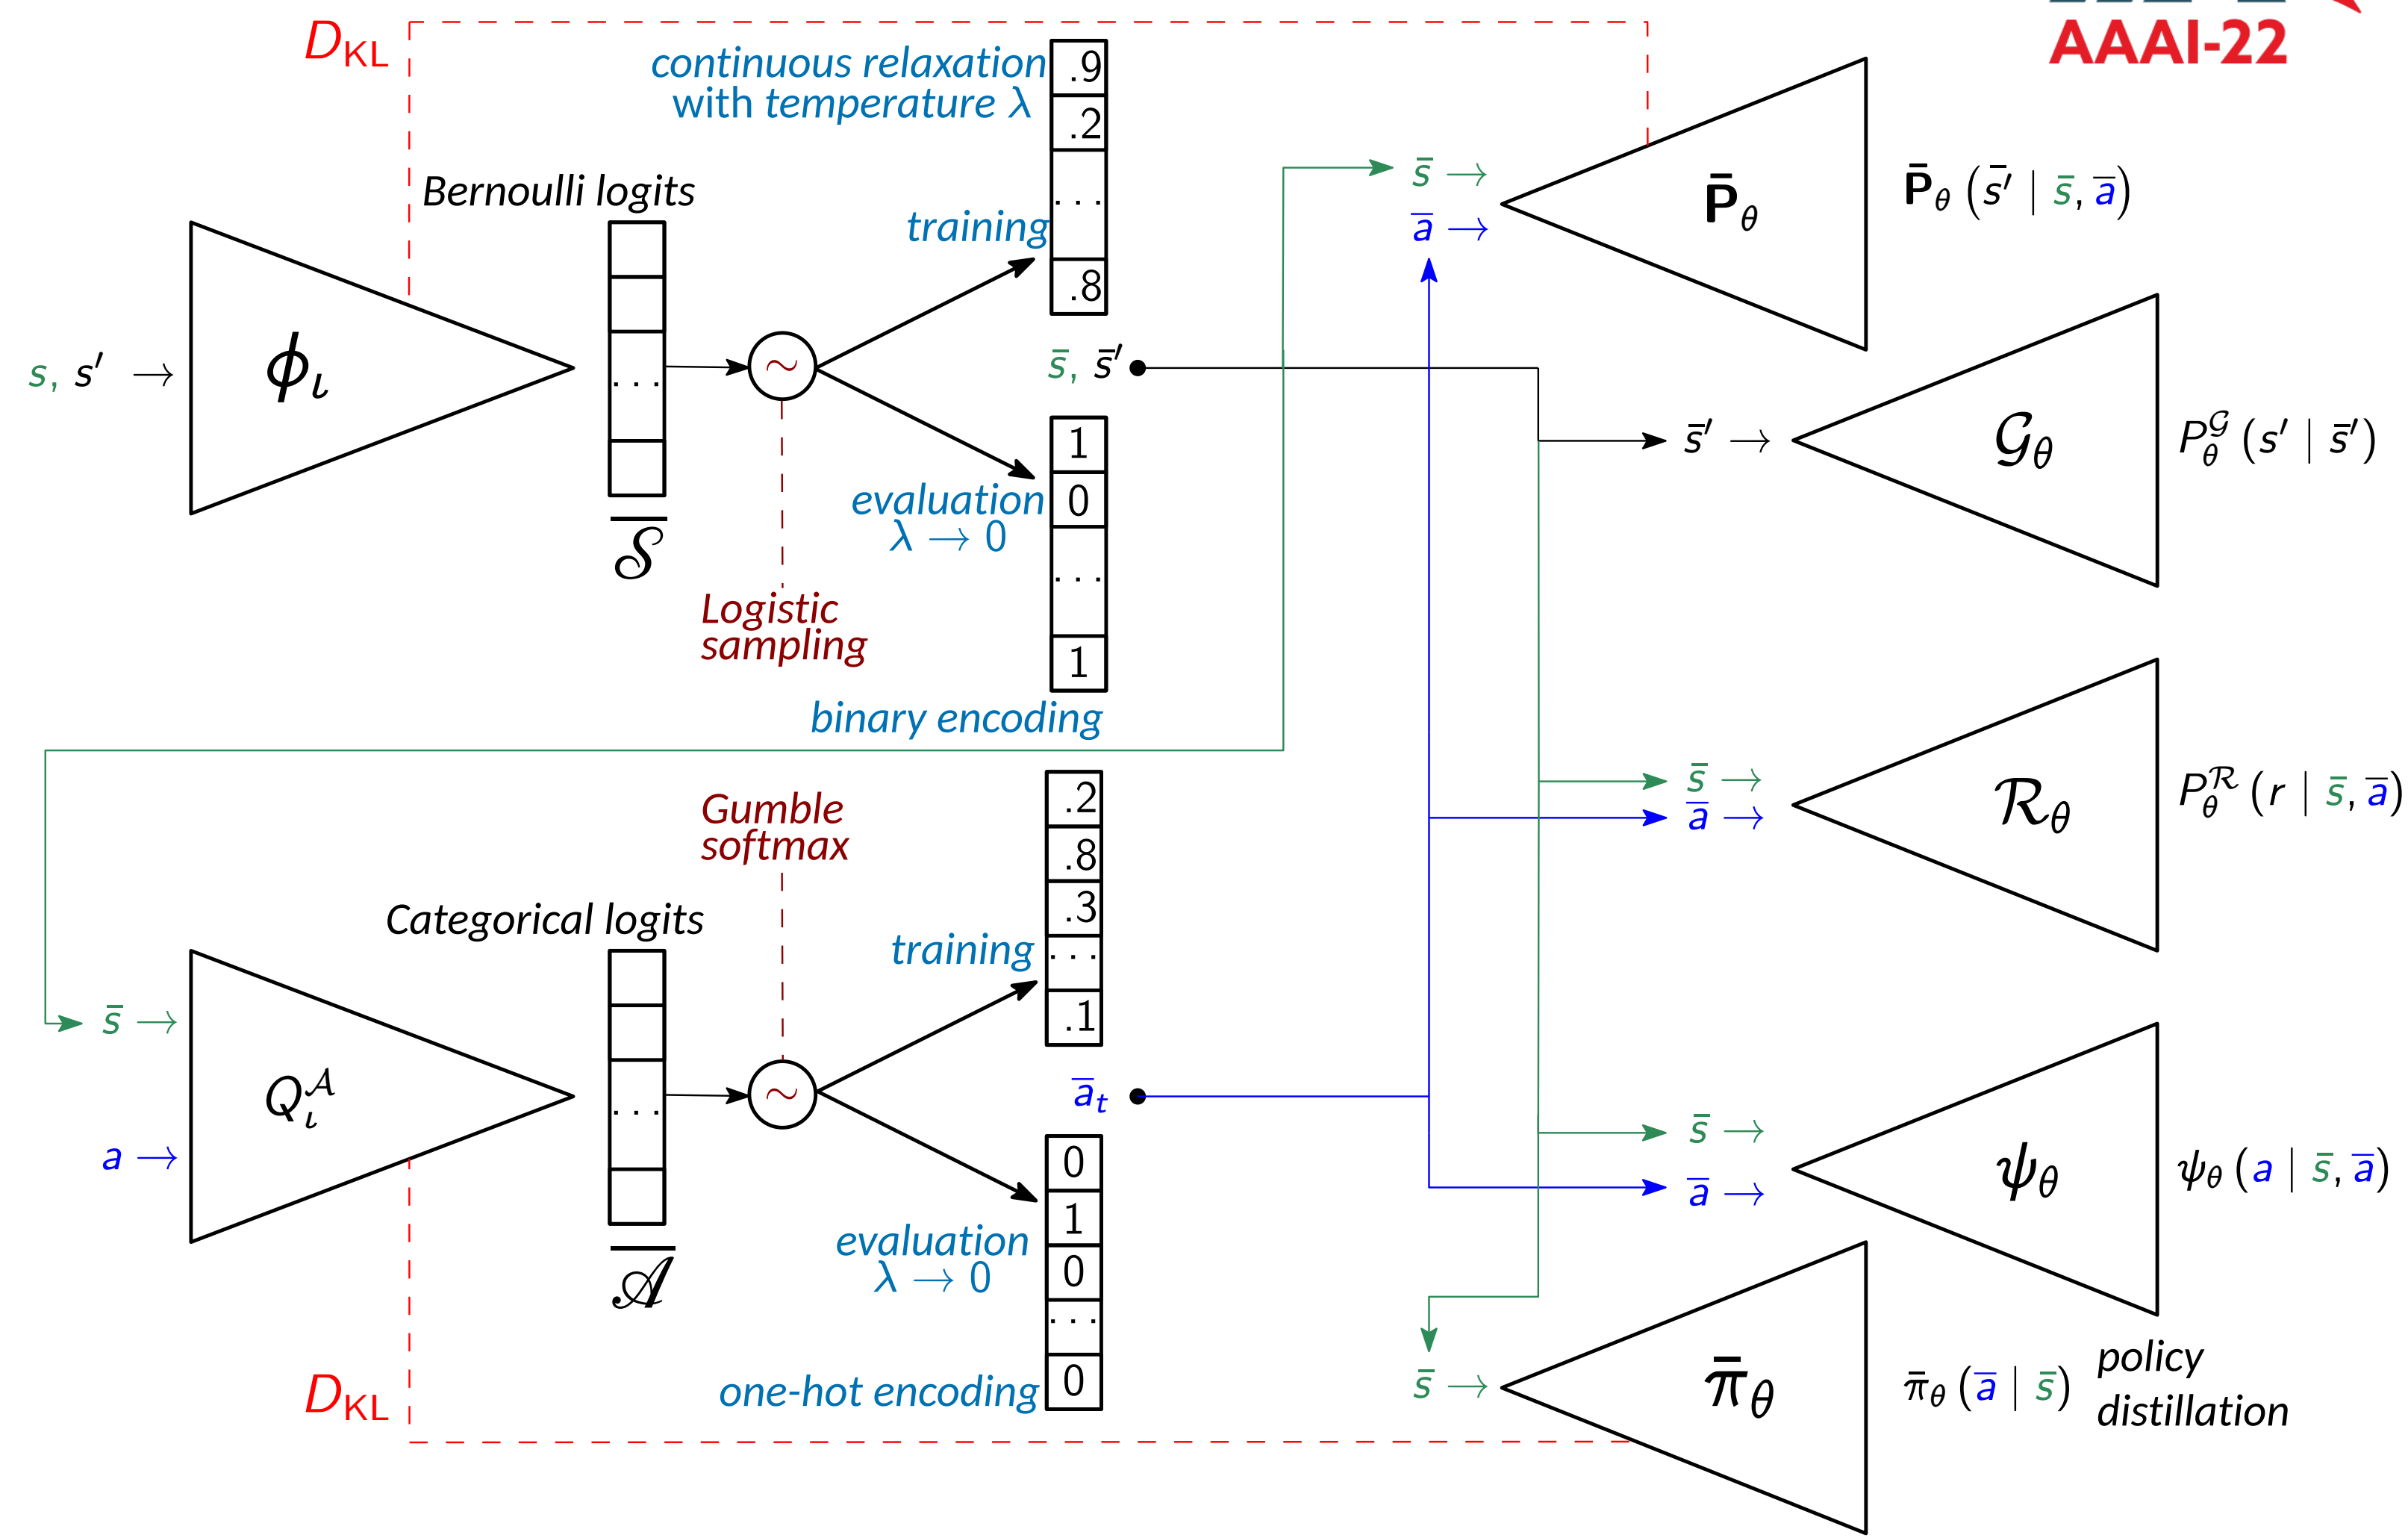 AAAI-22
D_KL
continuous relaxation
with temperature λ
.9
.2
...
.8
Bernoulli logits
training
s, s′ →
ϕ_ι
...
S̅
~
Logistic
sampling
s̄, s̄′
evaluation
λ → 0
1
0
...
1
binary encoding
s̄ →
a̅ →
P̄_θ
P̄_θ (s̄′ | s̄, a̅)
s̄′ →
𝒢_θ
P_θ^𝒢 (s′ | s̄′)
s̄ →
a̅ →
ℛ_θ
P_θ^ℛ (r | s̄, a̅)
Gumble
softmax
Categorical logits
training
.2
.8
.3
...
.1
s̄ →
a →
Q_ι^𝒜
...
𝒜̅
~
a̅_t
evaluation
λ → 0
0
1
0
...
0
one-hot encoding
s̄ →
a̅ →
ψ_θ
ψ_θ (a | s̄, a̅)
D_KL
s̄ →
π̄_θ
π̄_θ (a̅ | s̄)
policy
distillation